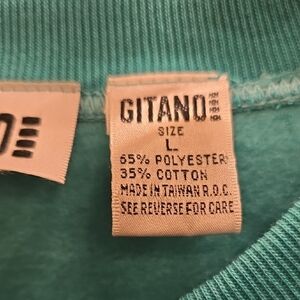 GITANO
SIZE
L
65% POLYESTER
35% COTTON
MADE IN TAIWAN R.O.C.
SEE REVERSE FOR CARE
O